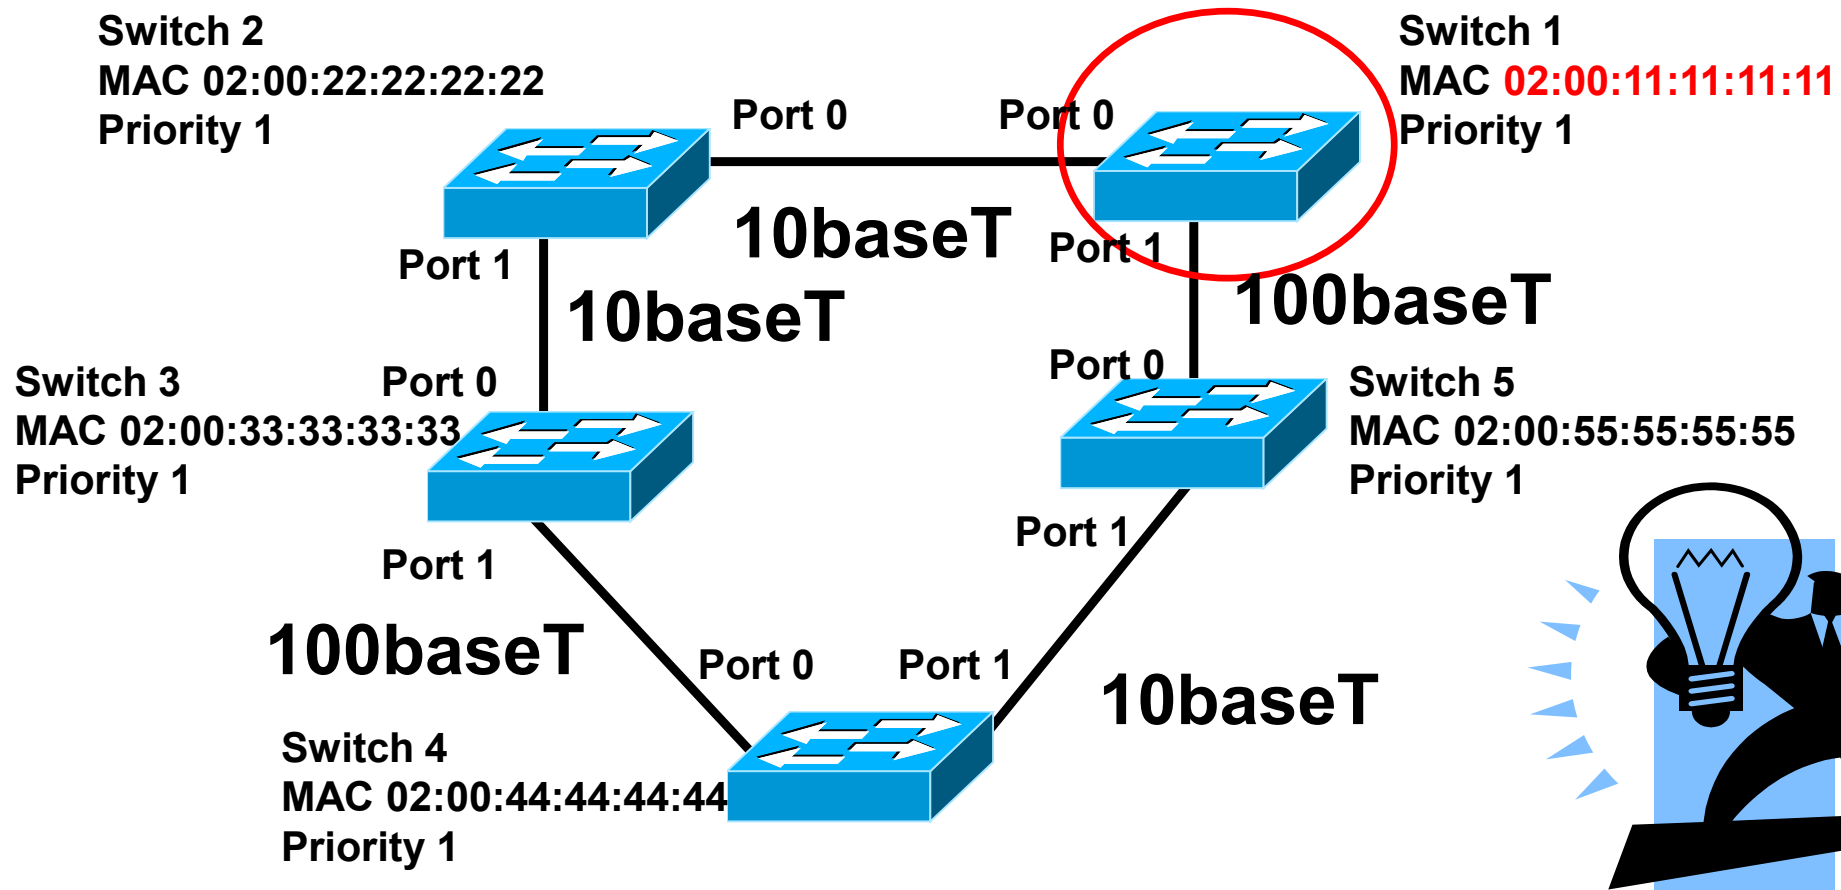 Switch 2
MAC 02:00:22:22:22:22
Priority 1
Switch 1
MAC 02:00:11:11:11:11
Priority 1
Port 0
Port 0
10baseT
Port 1
Port 1
10baseT
100baseT
Switch 3
MAC 02:00:33:33:33:33
Priority 1
Port 0
Port 0
Switch 5
MAC 02:00:55:55:55:55
Priority 1
Port 1
Port 1
100baseT
Port 0
Port 1
10baseT
Switch 4
MAC 02:00:44:44:44:44
Priority 1